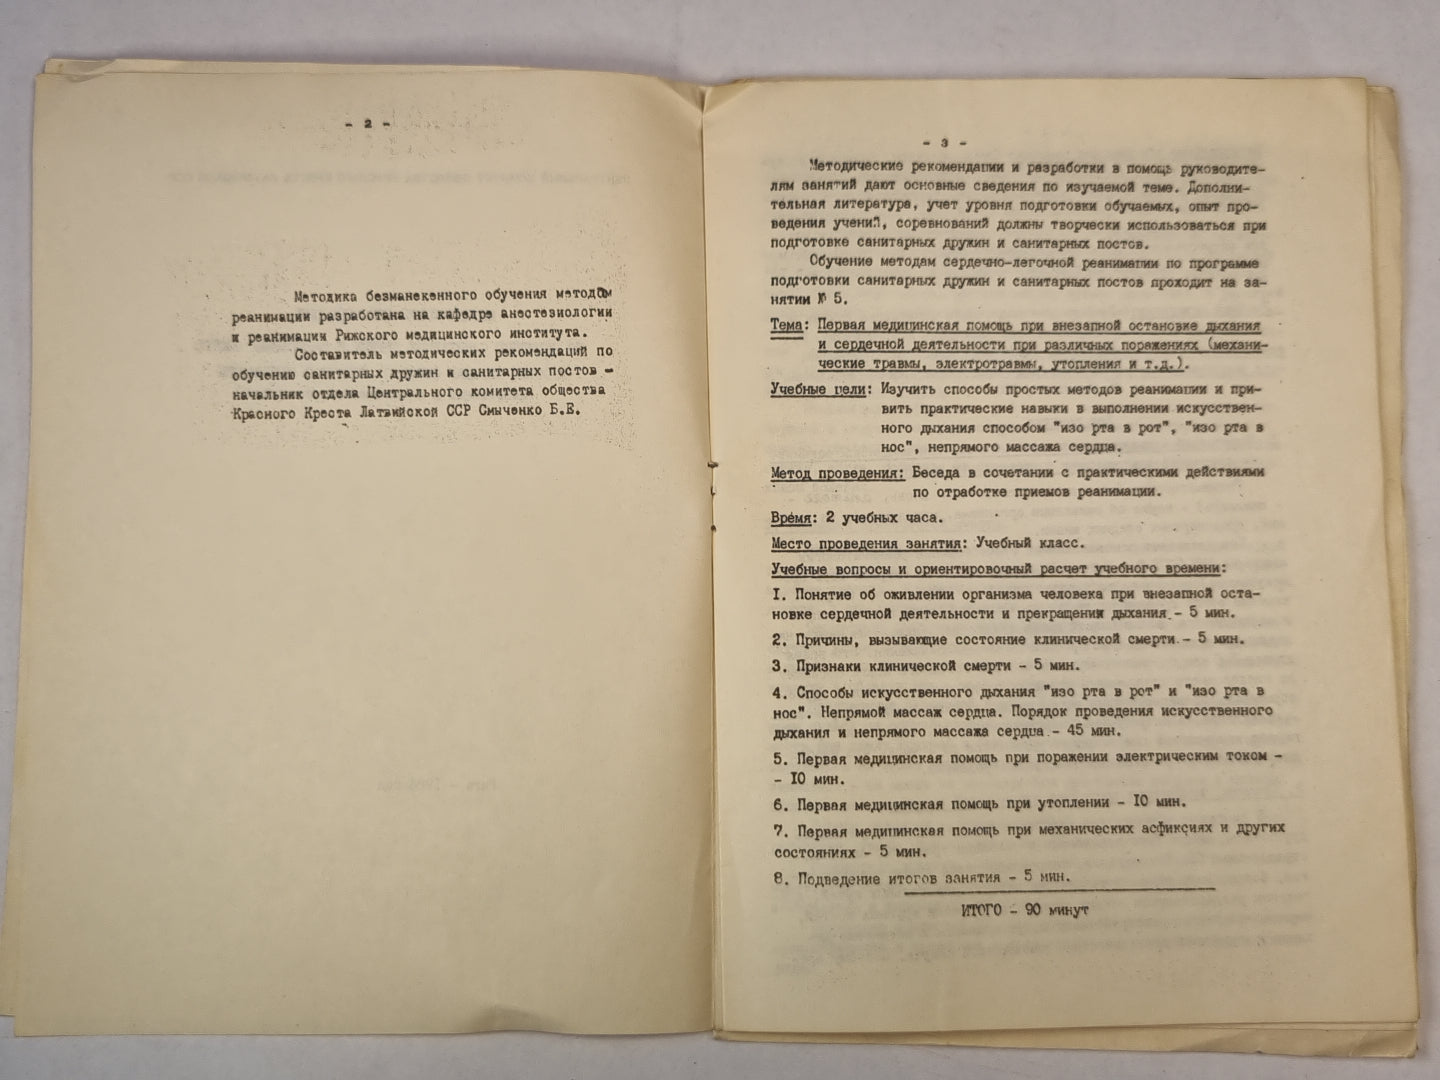 - 2 -
Методика безманекенного обучения методом
реанимации разработана на кафедре анестезиологии
и реанимации Рижского медицинского института.
Составитель методических рекомендаций по
обучению санитарных дружин и санитарных постов -
начальник отдела Центрального комитета общества
Красного Креста Латвийской ССР Смыченко Б.Е.
- 3 -
Методические рекомендации и разработки в помощь руководите-
лям занятий дают основные сведения по изучаемой теме. Дополни-
тельная литература, учет уровня подготовки обучаемых, опыт про-
ведения учений, соревнований должны творчески использоваться при
подготовке санитарных дружин и санитарных постов.
Обучение методам сердечно-легочной реанимации по программе
подготовки санитарных дружин и санитарных постов проходит на за-
нятии № 5.
Тема: Первая медицинская помощь при внезапной остановке дыхания
и сердечной деятельности при различных поражениях (механи-
ческие травмы, электротравмы, утопления и т.д.).
Учебные цели: Изучить способы простых методов реанимации и при-
вить практические навыки в выполнении искусствен-
ного дыхания способом "изо рта в рот", "изо рта в
нос", непрямого массажа сердца.
Метод проведения: Беседа в сочетании с практическими действиями
по отработке приемов реанимации.
Время: 2 учебных часа.
Место проведения занятия: Учебный класс.
Учебные вопросы и ориентировочный расчет учебного времени:
I. Понятие об оживлении организма человека при внезапной оста-
новке сердечной деятельности и прекращении дыхания - 5 мин.
2. Причины, вызывающие состояние клинической смерти - 5 мин.
3. Признаки клинической смерти - 5 мин.
4. Способы искусственного дыхания "изо рта в рот" и "изо рта в
нос". Непрямой массаж сердца. Порядок проведения искусственного
дыхания и непрямого массажа сердца - 45 мин.
5. Первая медицинская помощь при поражении электрическим током -
- IO мин.
6. Первая медицинская помощь при утоплении - IO мин.
7. Первая медицинская помощь при механических асфиксиях и других
состояниях - 5 мин.
8. Подведение итогов занятия - 5 мин.
ИТОГО - 90 минут